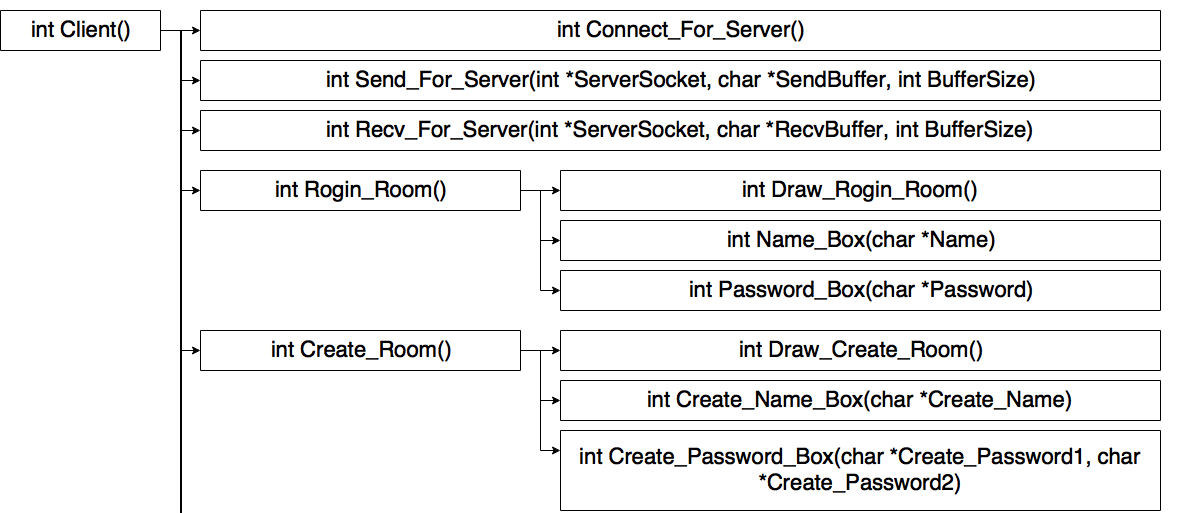 int Client()
int Connect_For_Server()
int Send_For_Server(int *ServerSocket, char *SendBuffer, int BufferSize)
int Recv_For_Server(int *ServerSocket, char *RecvBuffer, int BufferSize)
int Rogin_Room()
int Draw_Rogin_Room()
int Name_Box(char *Name)
int Password_Box(char *Password)
int Create_Room()
int Draw_Create_Room()
int Create_Name_Box(char *Create_Name)
int Create_Password_Box(char *Create_Password1, char
*Create_Password2)